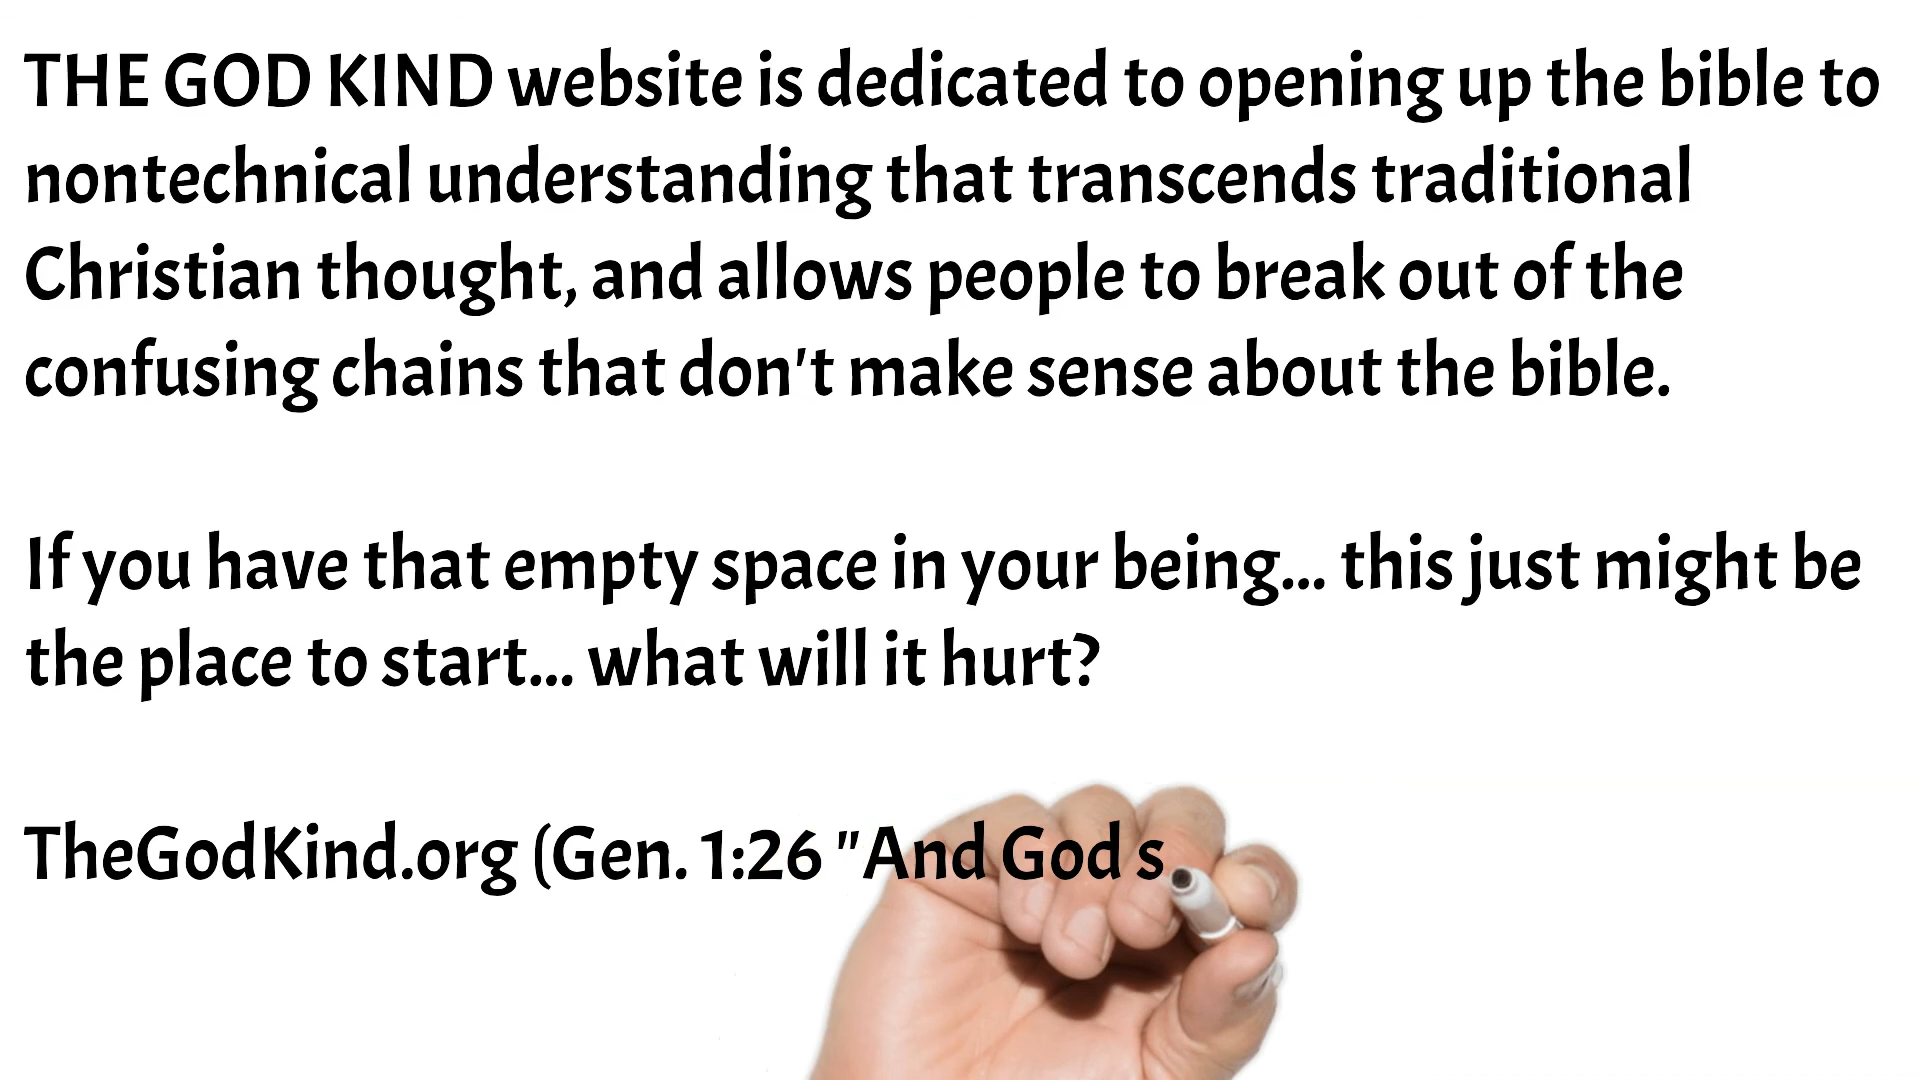 THE GOD KIND website is dedicated to opening up the bible to
nontechnical understanding that transcends traditional
Christian thought, and allows people to break out of the
confusing chains that don't make sense about the bible.
If you have that empty space in your being... this just might be
the place to start... what will it hurt?
TheGodKind.org (Gen. 1:26 "And God s